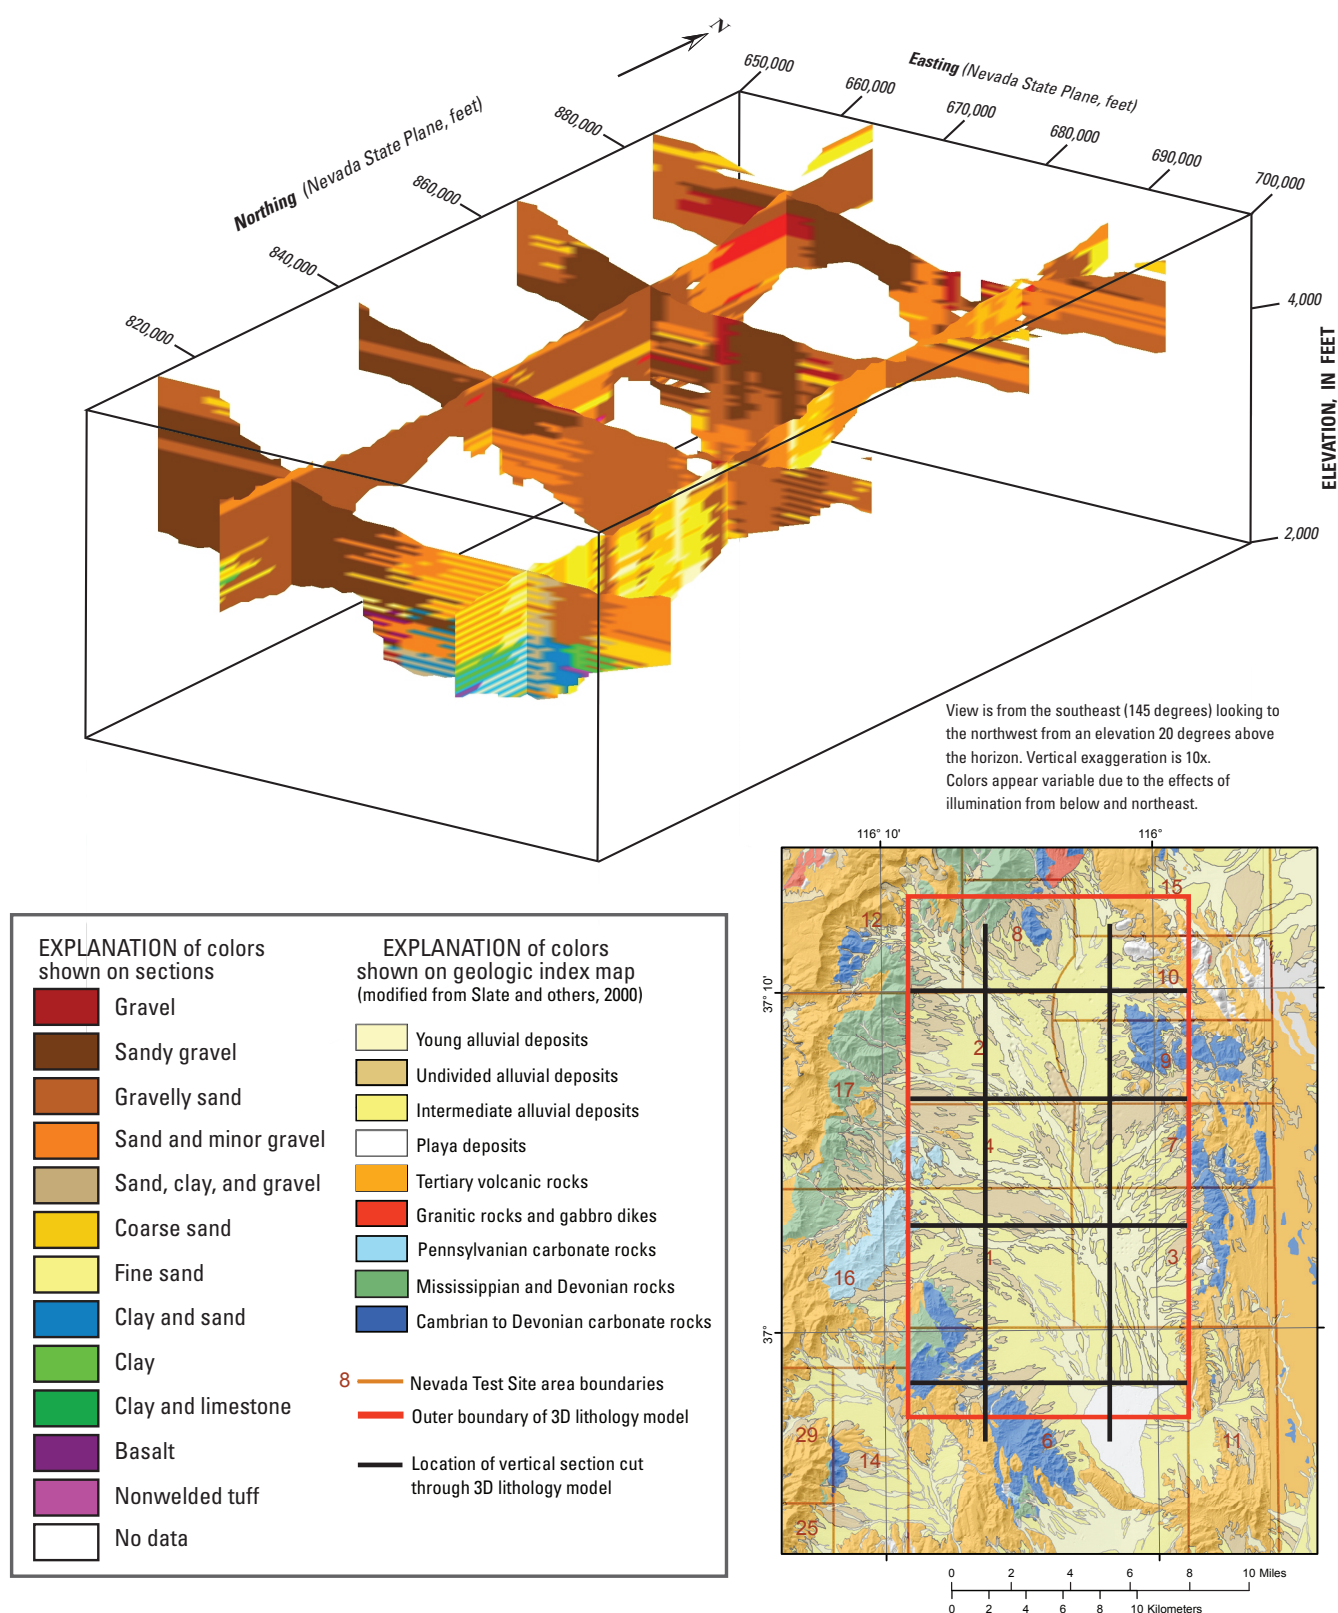 N
650,000
660,000
670,000
680,000
690,000
700,000
Easting (Nevada State Plane, feet)
Northing (Nevada State Plane, feet)
880,000
860,000
840,000
820,000
4,000
2,000
ELEVATION, IN FEET
View is from the southeast (145 degrees) looking to
the northwest from an elevation 20 degrees above
the horizon. Vertical exaggeration is 10x.
Colors appear variable due to the effects of
illumination from below and northeast.
EXPLANATION of colors
shown on sections
Gravel
Sandy gravel
Gravelly sand
Sand and minor gravel
Sand, clay, and gravel
Coarse sand
Fine sand
Clay and sand
Clay
Clay and limestone
Basalt
Nonwelded tuff
No data
EXPLANATION of colors
shown on geologic index map
(modified from Slate and others, 2000)
Young alluvial deposits
Undivided alluvial deposits
Intermediate alluvial deposits
Playa deposits
Tertiary volcanic rocks
Granitic rocks and gabbro dikes
Pennsylvanian carbonate rocks
Mississippian and Devonian rocks
Cambrian to Devonian carbonate rocks
8 Nevada Test Site area boundaries
Outer boundary of 3D lithology model
Location of vertical section cut
through 3D lithology model
116° 10'
116°
37° 10'
37°
15
12
8
10
2
9
17
4
7
1
3
16
29
14
6
11
25
0 2 4 6 8 10 Miles
0 2 4 6 8 10 Kilometers